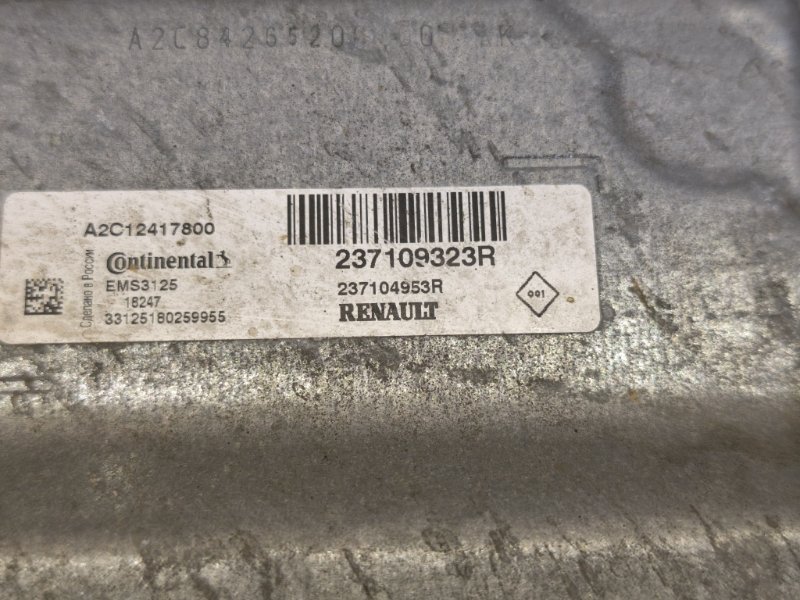 A2C12417800
Continental
Сделано в России
EMS3125
18247
33125180259955
237109323R
237104953R
RENAULT
001